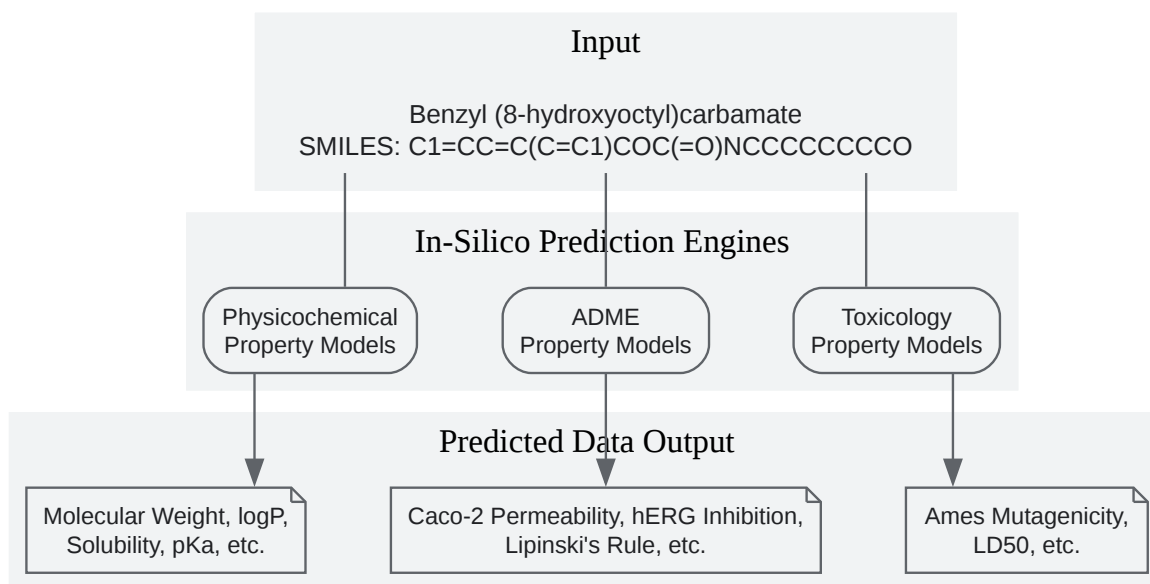 Input
Benzyl (8-hydroxyoctyl)carbamate
SMILES: C1=CC=C(C=C1)COC(=O)NCCCCCCCCO
In-Silico Prediction Engines
Physicochemical
Property Models
ADME
Property Models
Toxicology
Property Models
Predicted Data Output
Molecular Weight, logP,
Solubility, pKa, etc.
Caco-2 Permeability, hERG Inhibition,
Lipinski's Rule, etc.
Ames Mutagenicity,
LD50, etc.